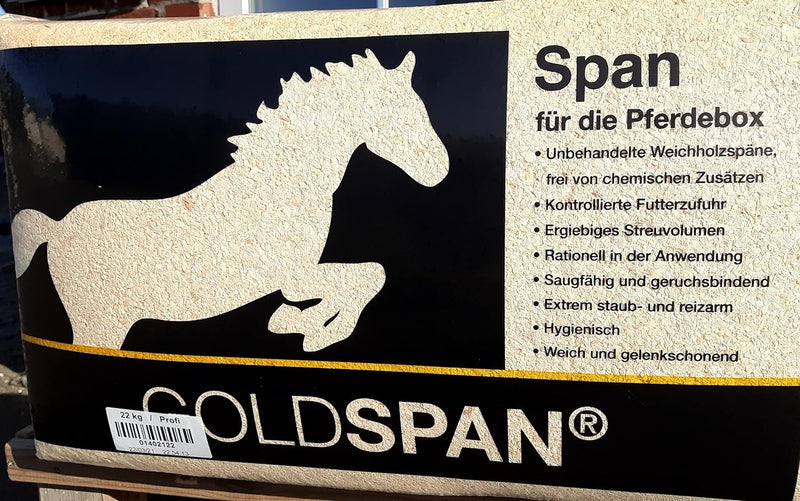 Span
für die Pferdebox
• Unbehandelte Weichholzspäne,
frei von chemischen Zusätzen
• Kontrollierte Futterzufuhr
• Ergiebiges Streuvolumen
• Rationell in der Anwendung
• Saugfähig und geruchsbindend
• Extrem staub- und reizarm
• Hygienisch
• Weich und gelenkschonend
GOLDSPAN®
22 kg / Profi
01402122